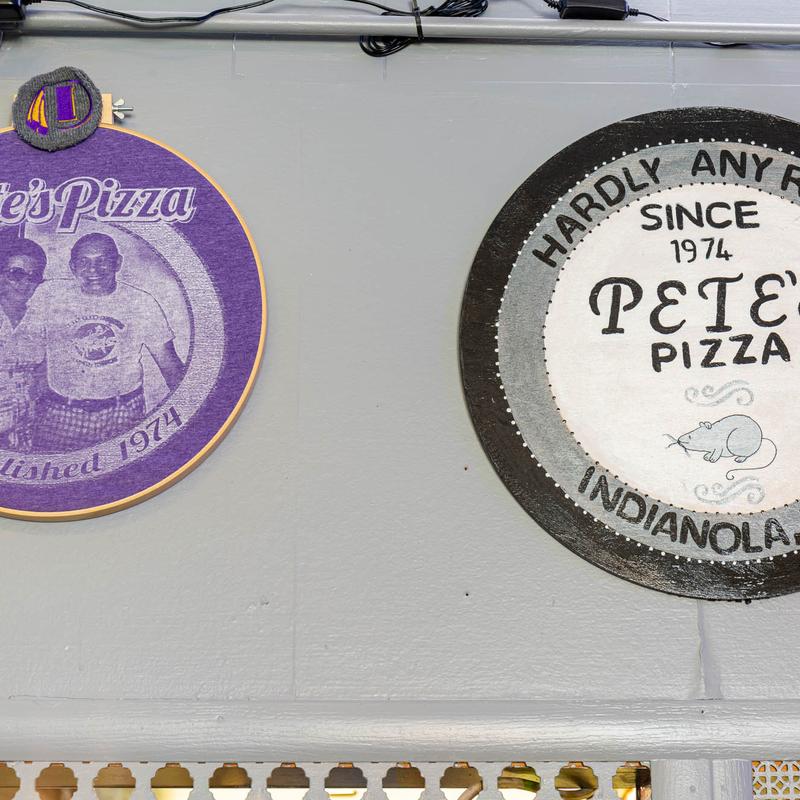 te's Pizza
lished 1974
HARDLY ANY R
SINCE
1974
PETE'S
PIZZA
INDIANOLA,